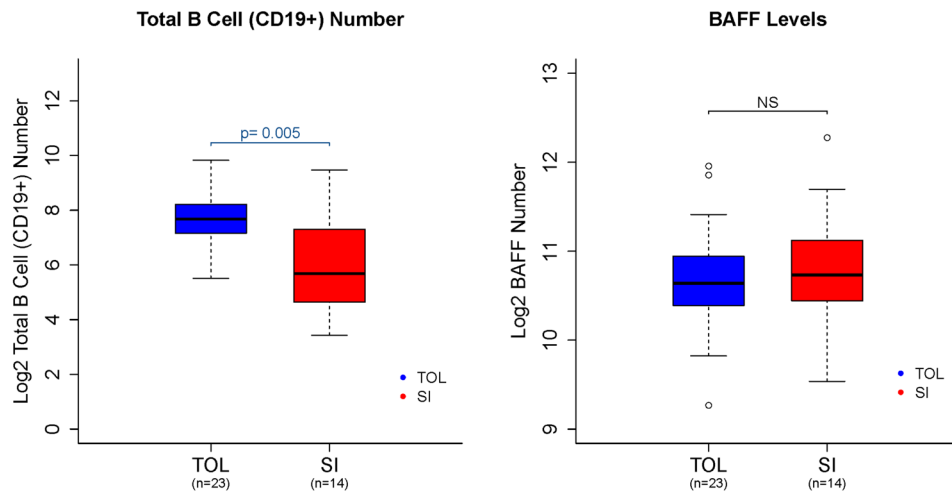 Total B Cell (CD19+) Number
Log2 Total B Cell (CD19+) Number
12
10
8
6
4
2
0
p= 0.005
TOL
SI
TOL
(n=23)
SI
(n=14)
BAFF Levels
Log2 BAFF Number
13
12
11
10
9
NS
TOL
SI
TOL
(n=23)
SI
(n=14)